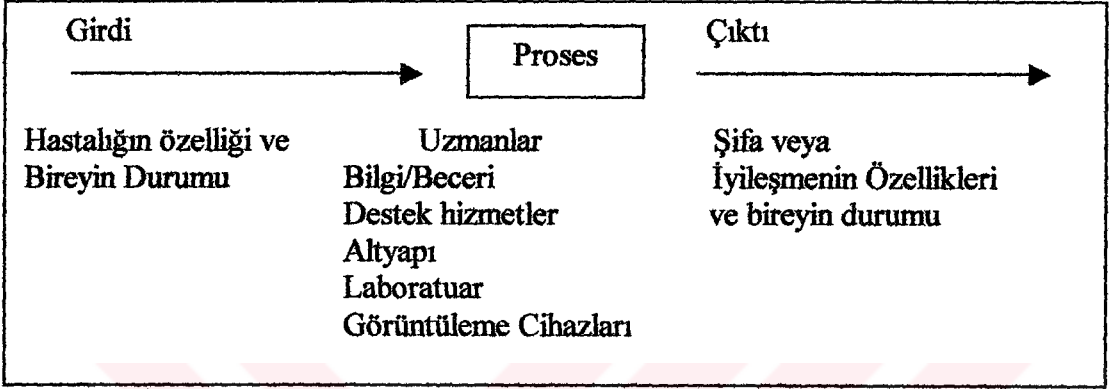 Girdi
Proses
Çıktı
Hastalığın özelliği ve
Bireyin Durumu
Uzmanlar
Bilgi/Beceri
Destek hizmetler
Altyapı
Laboratuar
Görüntüleme Cihazları
Şifa veya
İyileşmenin Özellikleri
ve bireyin durumu